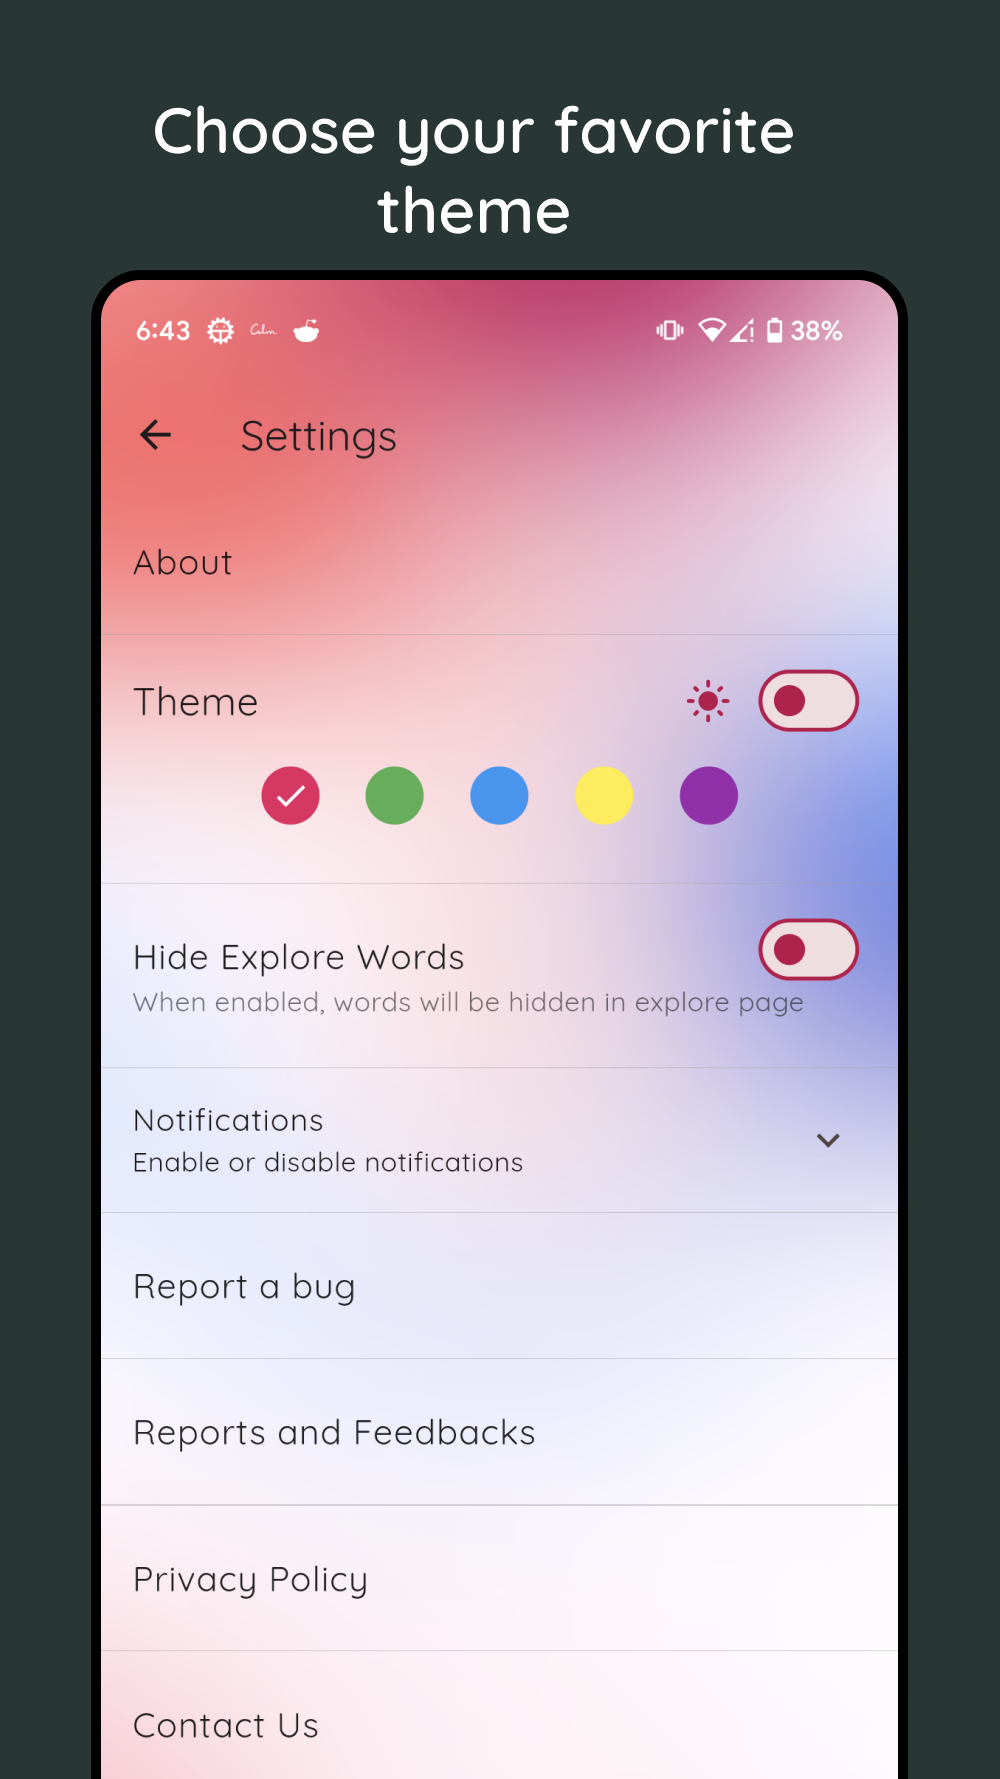 Choose your favorite
theme
6:43 Calm 38%
Settings
About
Theme
Hide Explore Words
When enabled, words will be hidden in explore page
Notifications
Enable or disable notifications
Report a bug
Reports and Feedbacks
Privacy Policy
Contact Us